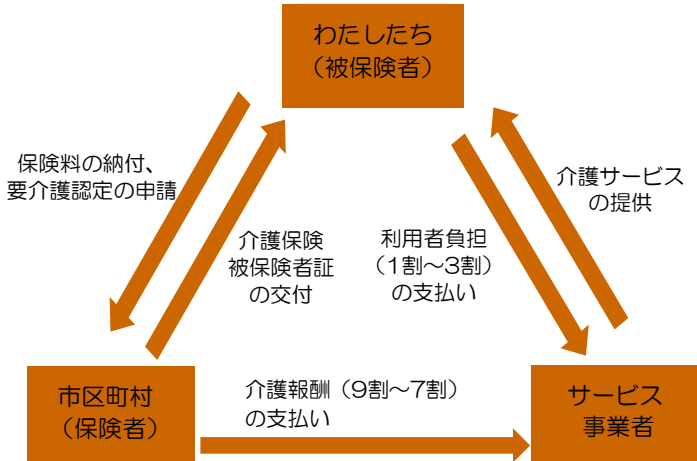 わたしたち
（被保険者）
保険料の納付、
要介護認定の申請
介護サービス
の提供
介護保険
被保険者証
の交付
利用者負担
（1割～3割）
の支払い
市区町村
（保険者）
介護報酬（9割～7割）
の支払い
サービス
事業者